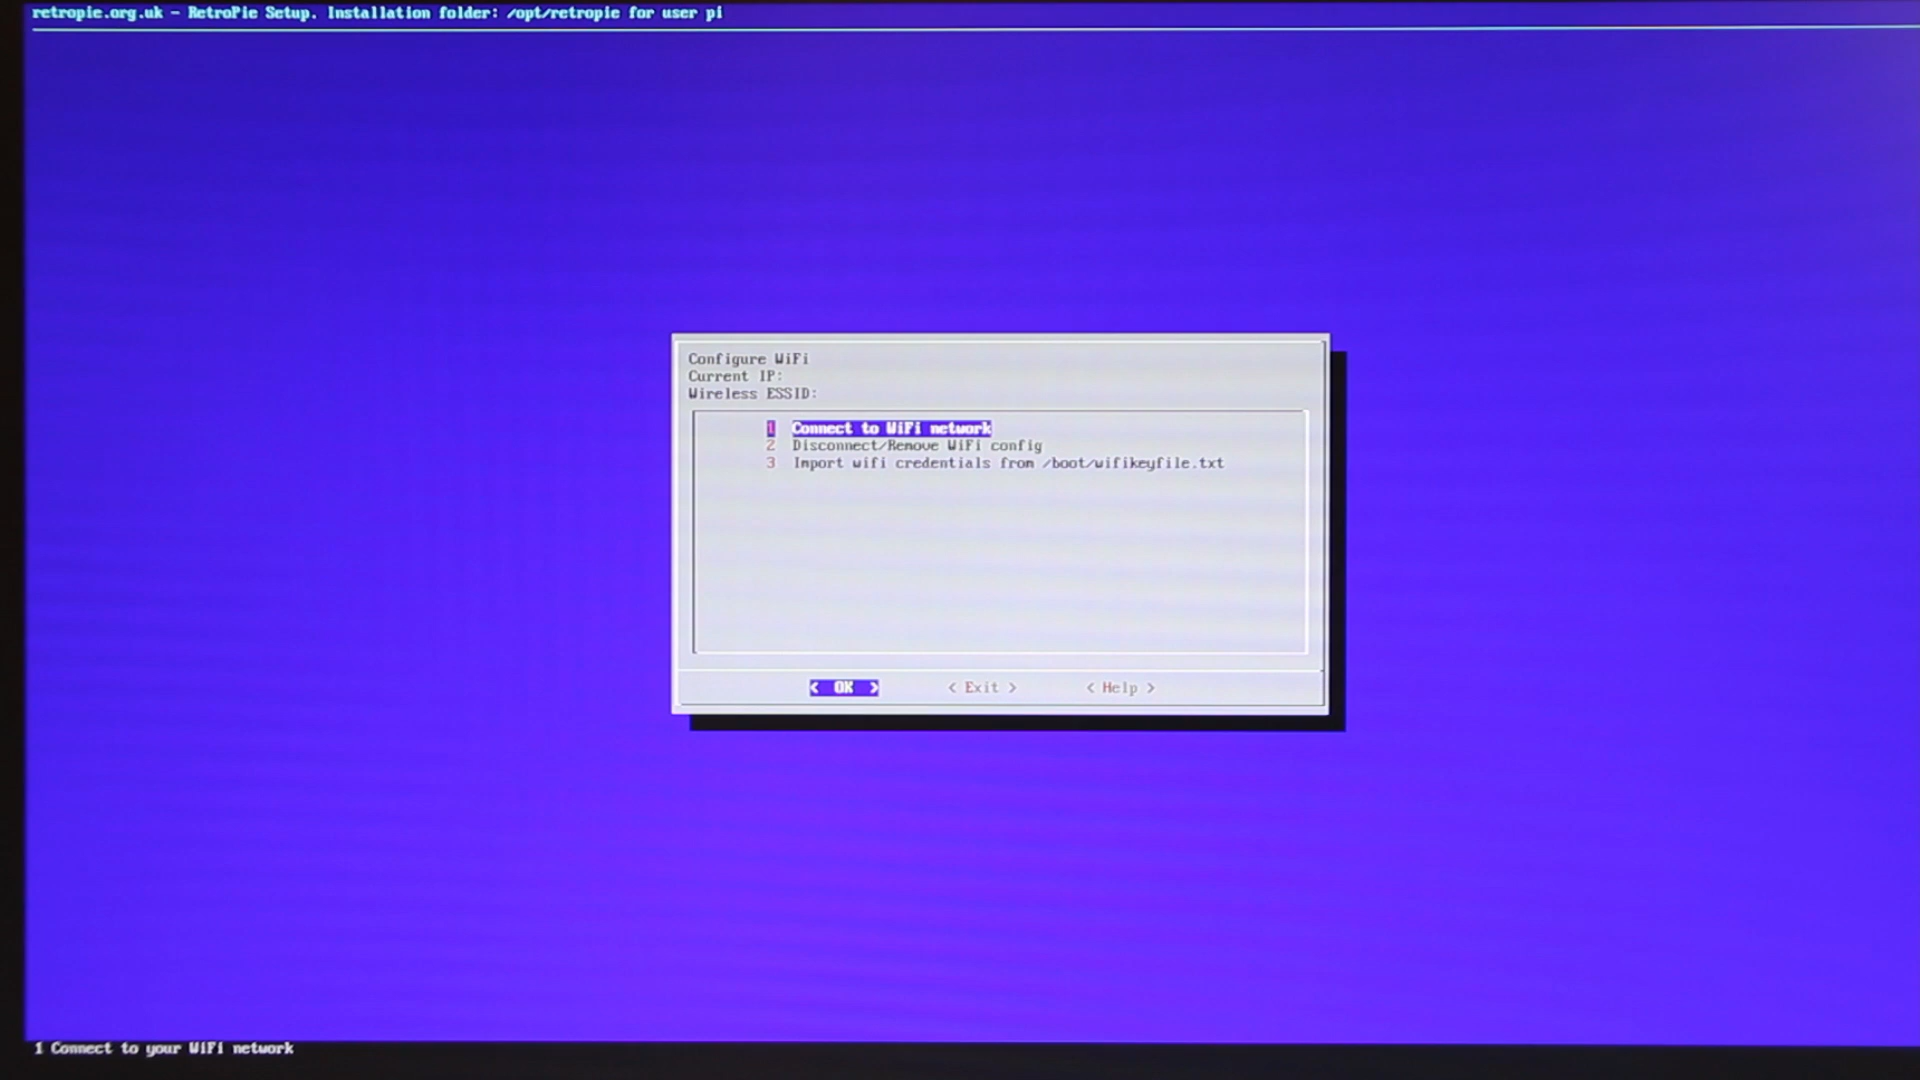 retropie.org.uk - RetroPie Setup. Installation folder: /opt/retropie for user pi
Configure WiFi
Current IP:
Wireless ESSID:
1 Connect to WiFi network
2 Disconnect/Remove WiFi config
3 Import wifi credentials from /boot/wifikeyfile.txt
< OK > < Exit > < Help >
1 Connect to your WiFi network